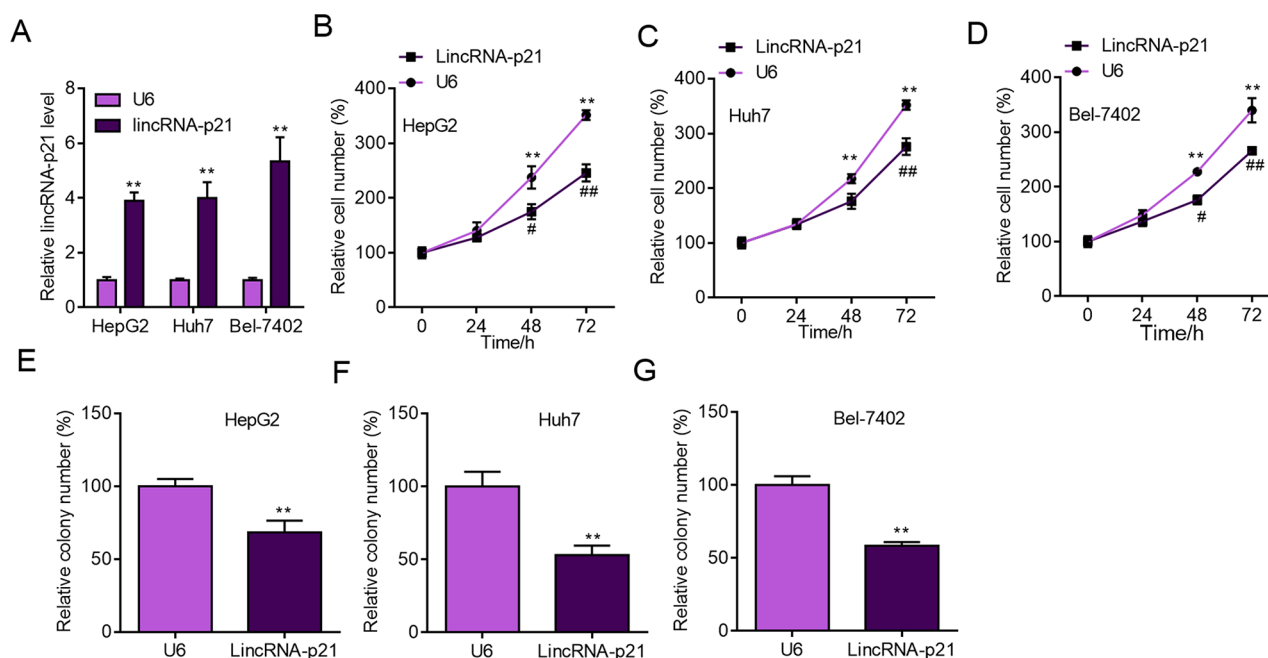 A
Relative lincRNA-p21 level
8
6
4
2
0
U6
lincRNA-p21
**
**
**
HepG2
Huh7
Bel-7402
B
LincRNA-p21
U6
HepG2
Relative cell number (%)
400
300
200
100
0
**
**
#
##
0
24
48
72
Time/h
C
LincRNA-p21
U6
Huh7
Relative cell number (%)
400
300
200
100
0
**
**
##
0
24
48
72
Time/h
D
LincRNA-p21
U6
Bel-7402
Relative cell number (%)
400
300
200
100
0
**
**
#
##
0
24
48
72
Time/h
E
HepG2
Relative colony number (%)
150
100
50
0
**
U6
LincRNA-p21
F
Huh7
Relative colony number (%)
150
100
50
0
**
U6
LincRNA-p21
G
Bel-7402
Relative colony number (%)
150
100
50
0
**
U6
LincRNA-p21